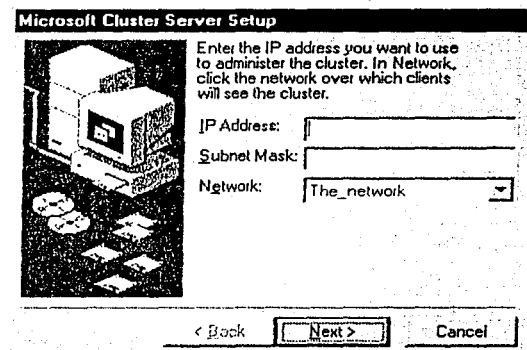 Microsoft Cluster Server Setup
Enter the IP address you want to use
to administer the cluster. In Network,
click the network over which clients
will see the cluster.
IP Address:
Subnet Mask:
Network: The_network
< Back Next > Cancel